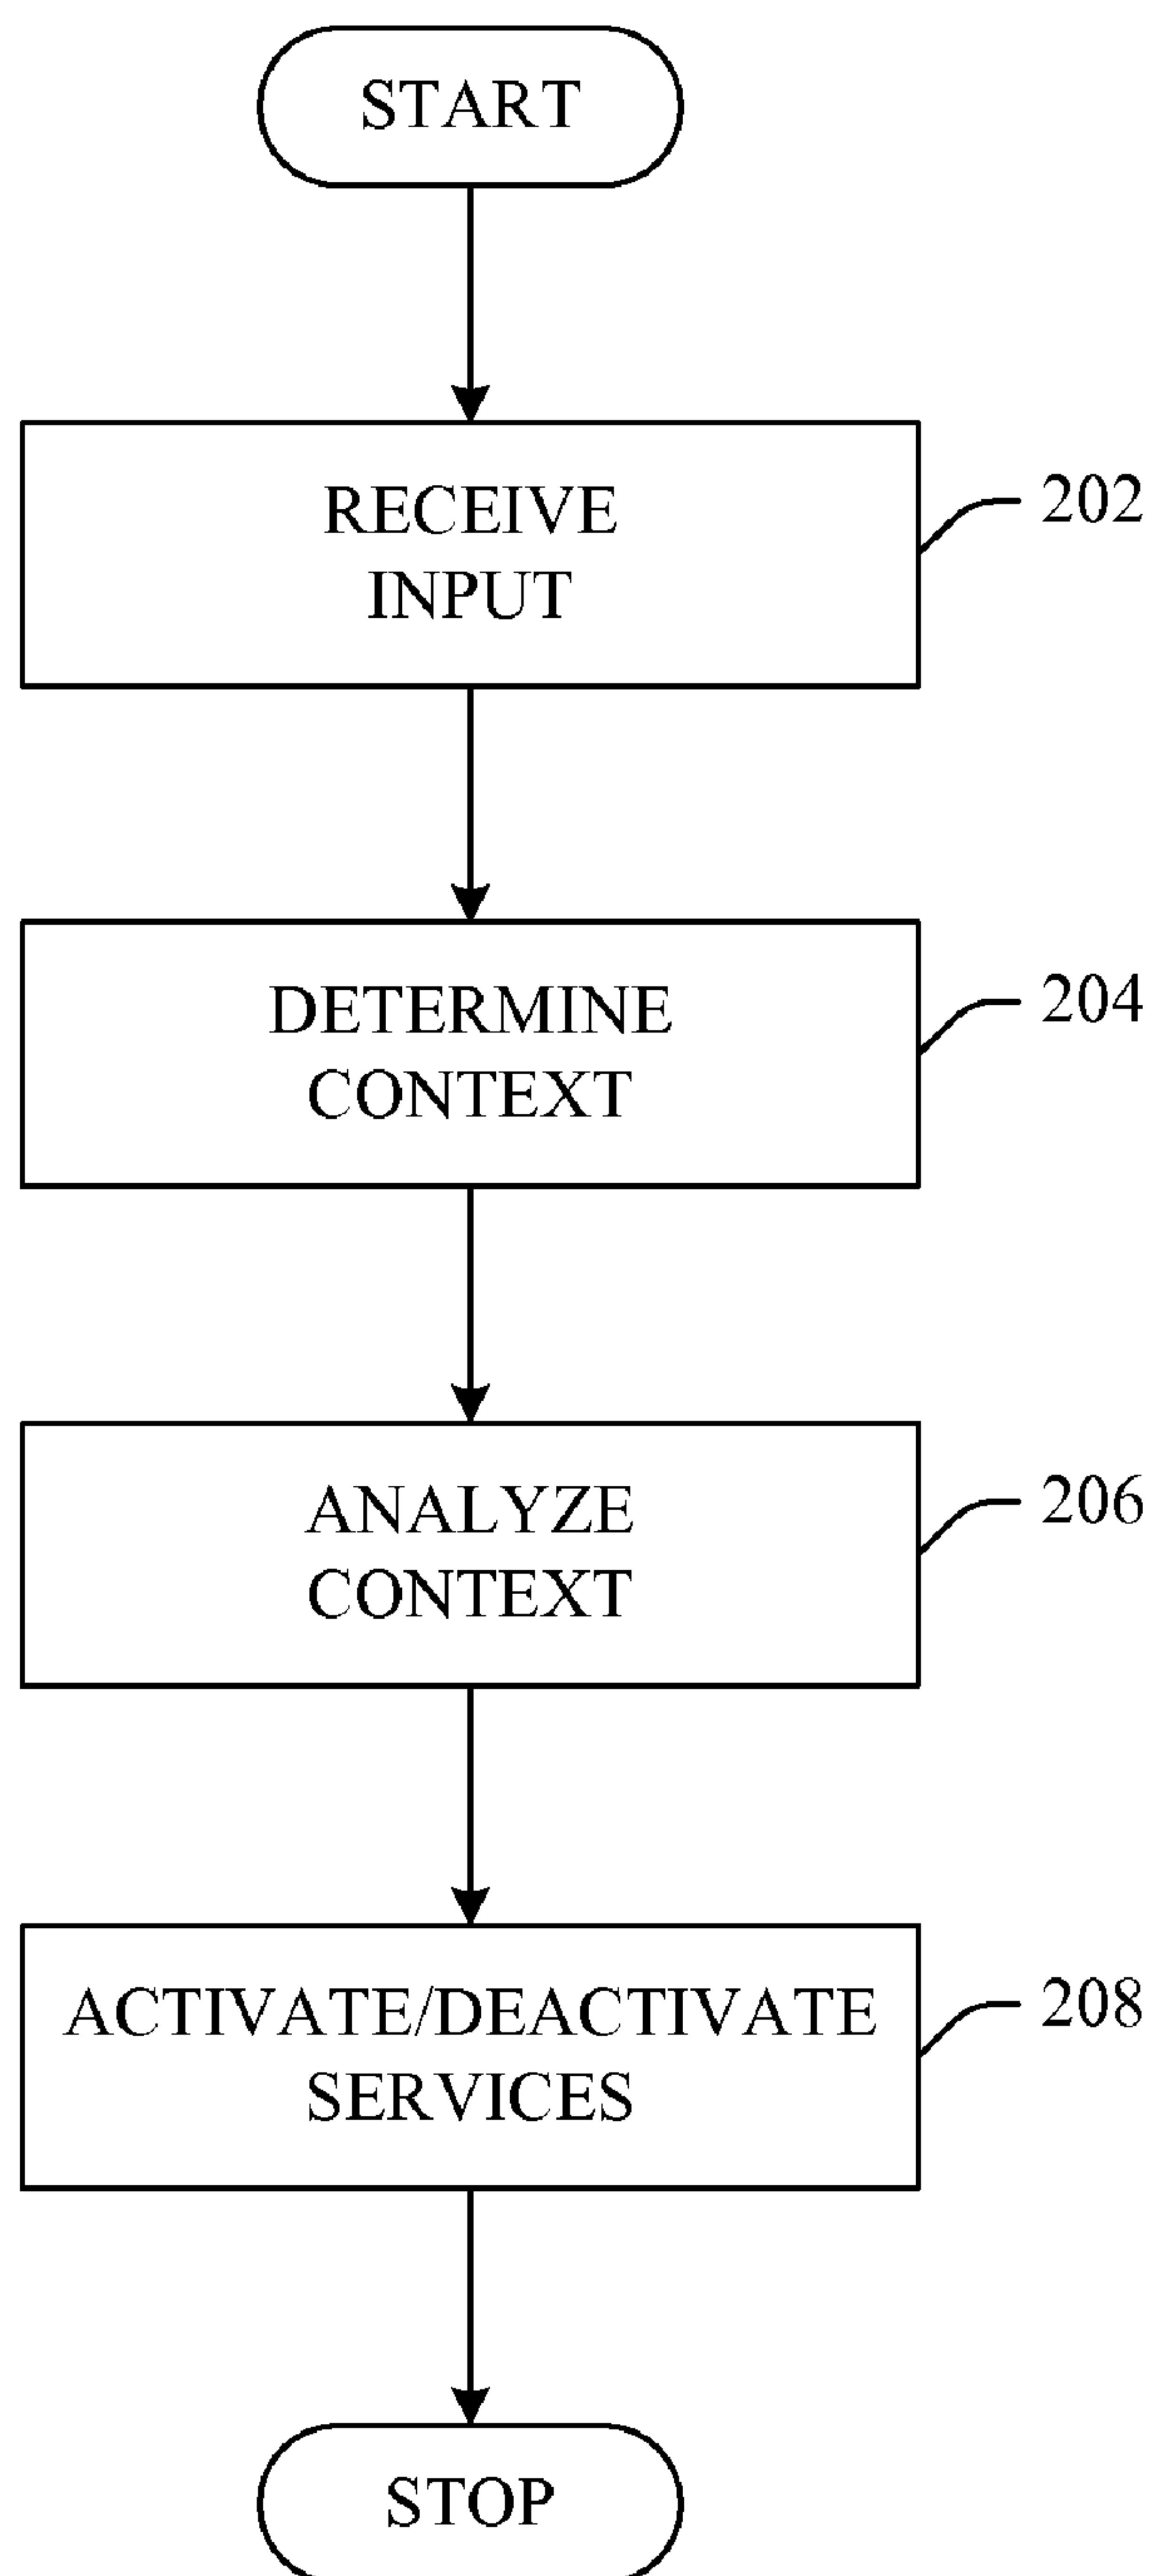 START
RECEIVE
INPUT
202
DETERMINE
CONTEXT
204
ANALYZE
CONTEXT
206
ACTIVATE/DEACTIVATE
SERVICES
208
STOP